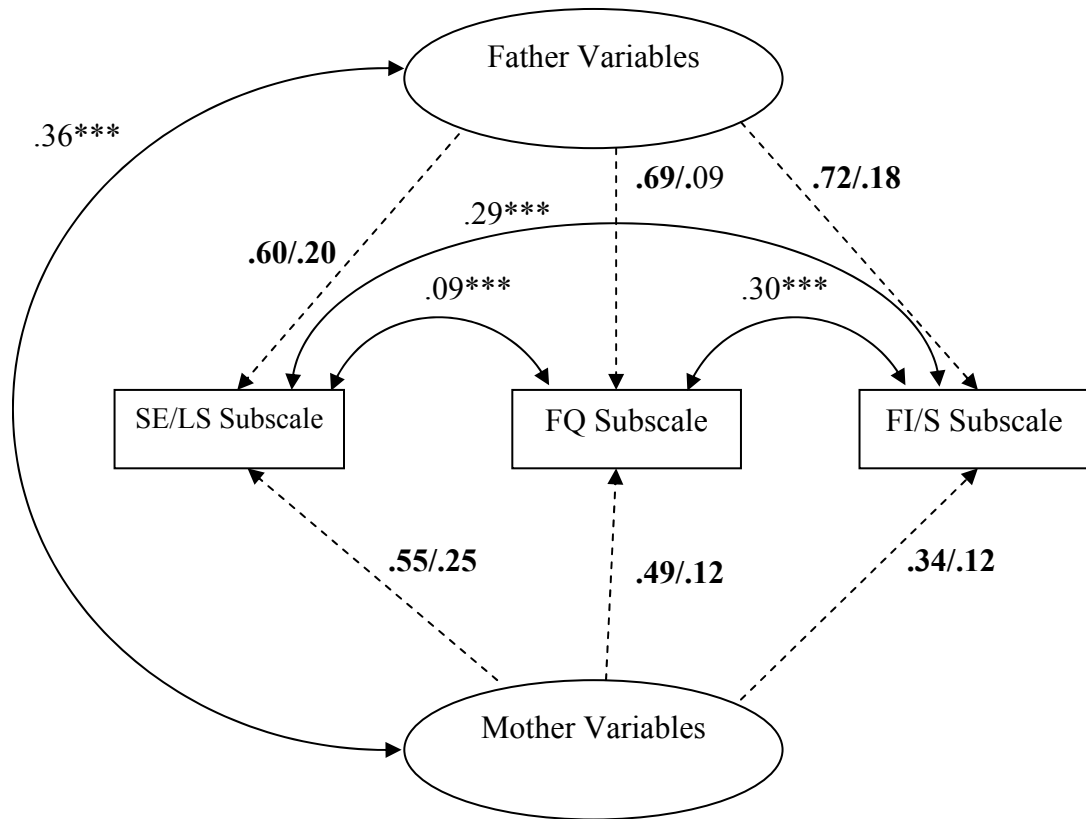 Father Variables
.36***
.69/.09
.72/.18
.29***
.60/.20
.09***
.30***
SE/LS Subscale
FQ Subscale
FI/S Subscale
.55/.25
.49/.12
.34/.12
Mother Variables